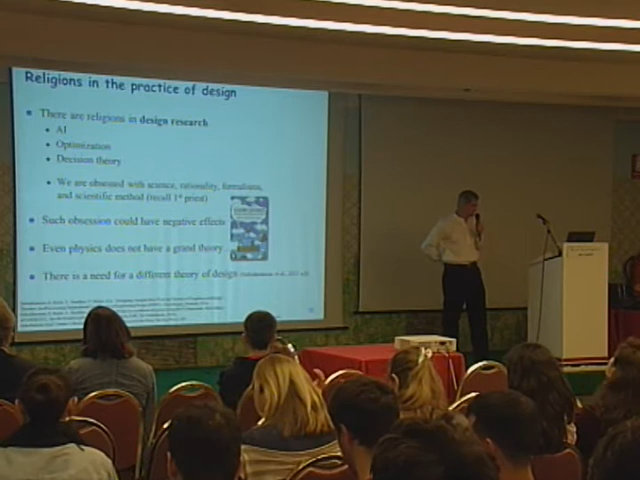 Religions in the practice of design
There are religions in design research
AI
Optimization
Decision theory
We are obsessed with science, rationality, formalisms,
and scientific method (recall 1st priest)
Such obsession could have negative effects
Even physics does not have a grand theory
There is a need for a different theory of design